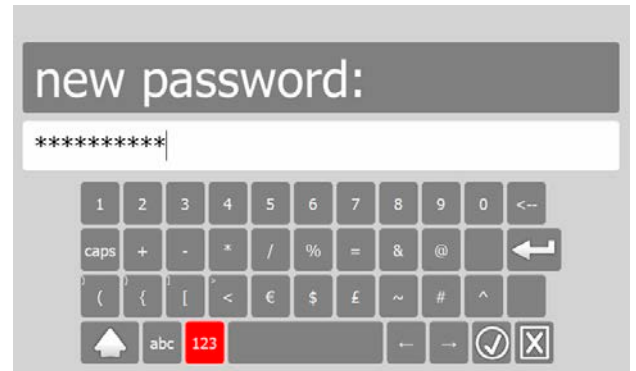 new password:
**********
1 2 3 4 5 6 7 8 9 0 <--
caps + - * / % = & @
) ( } { ] [ > < € $ £ ~ # ^
abc 123 ← →